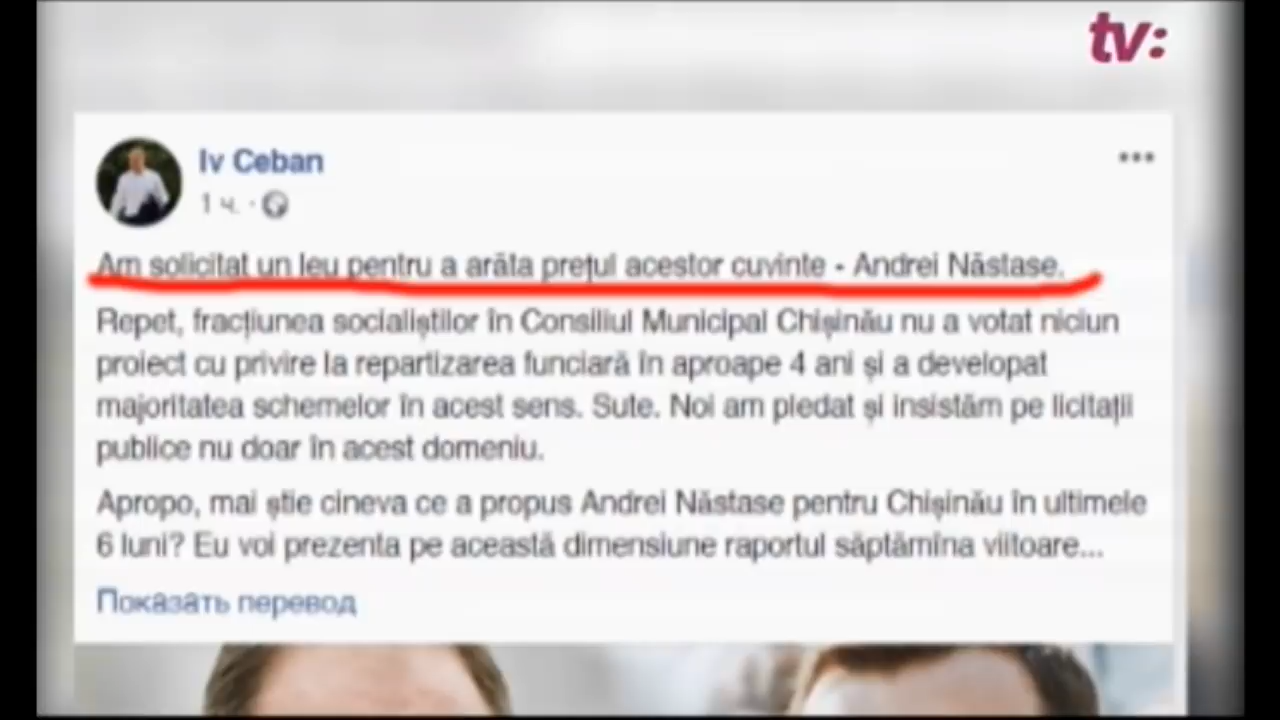 tv:
Iv Ceban
1 ч.
Am solicitat un leu pentru a arăta prețul acestor cuvinte - Andrei Năstase.
Repet, fracțiunea socialiștilor în Consiliul Municipal Chișinău nu a votat niciun
proiect cu privire la repartizarea funciară în aproape 4 ani și a developat
majoritatea schemelor în acest sens. Sute. Noi am pledat și insistăm pe licitații
publice nu doar în acest domeniu.
Apropo, mai știe cineva ce a propus Andrei Năstase pentru Chișinău în ultimele
6 luni? Eu voi prezenta pe această dimensiune raportul săptămîna viitoare...
Показать перевод